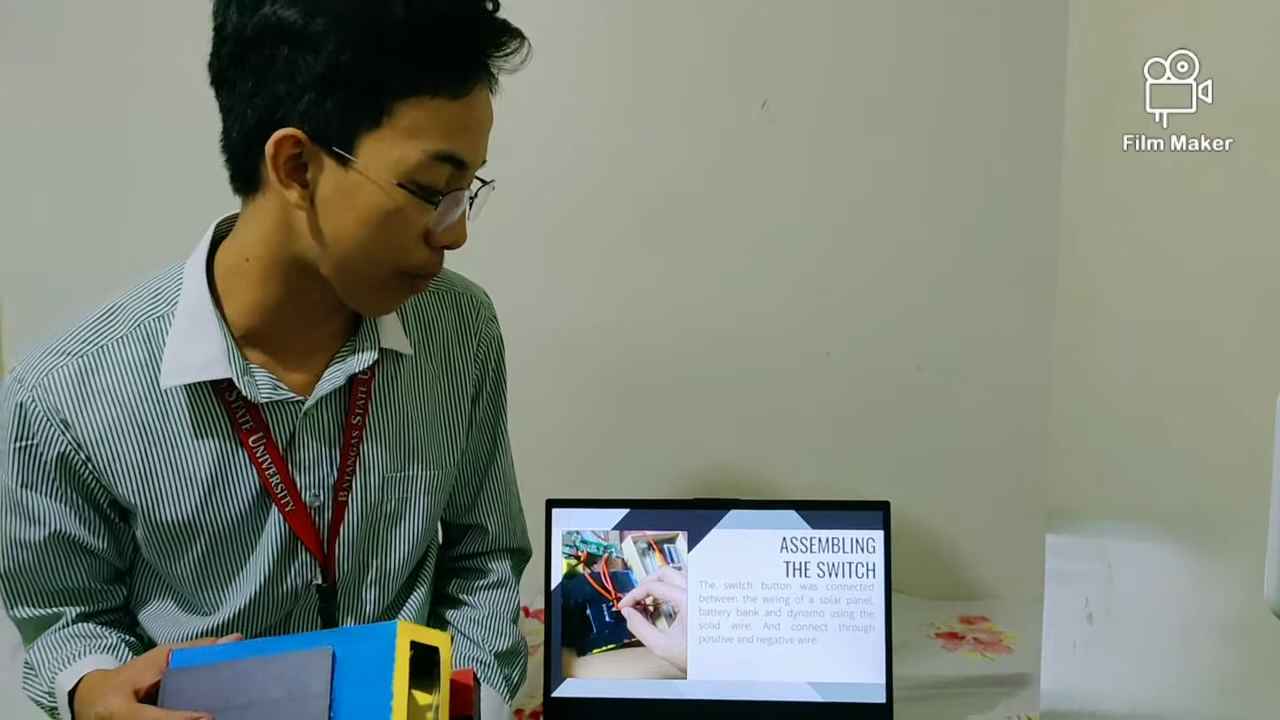 Film Maker
STATE UNIVERSITY
BATANGAS STATE U
ASSEMBLING
THE SWITCH
The switch button was connected
between the wiring of a solar panel,
battery bank and dynamo using the
solid wire. And connect through
positive and negative wire.